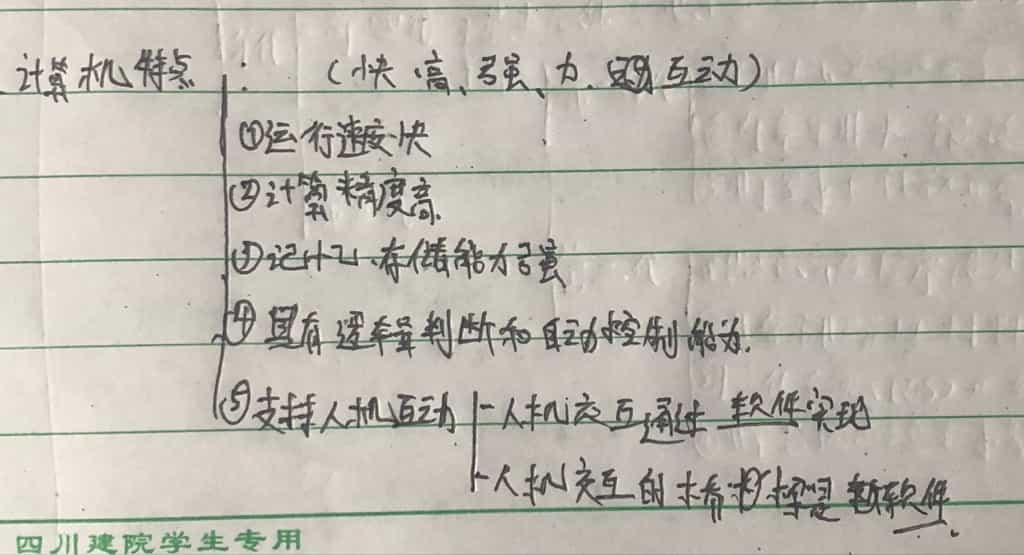 计算机特点：（快、高、强、力、互动）
①运行速度快
②计算精度高
③记忆、存储能力强
④具有逻辑判断和自动控制能力.
⑤支持人机互动 人机交互通过软件实现
人机交互的 是 软件.
四川建院学生专用